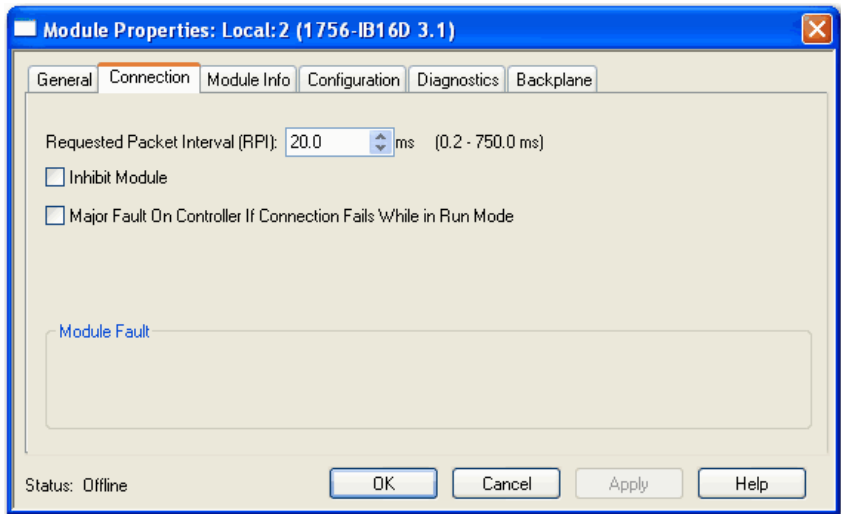 Module Properties: Local:2 (1756-IB16D 3.1)
General Connection Module Info Configuration Diagnostics Backplane
Requested Packet Interval (RPI): 20.0 ms (0.2 - 750.0 ms)
Inhibit Module
Major Fault On Controller If Connection Fails While in Run Mode
Module Fault
Status: Offline OK Cancel Apply Help